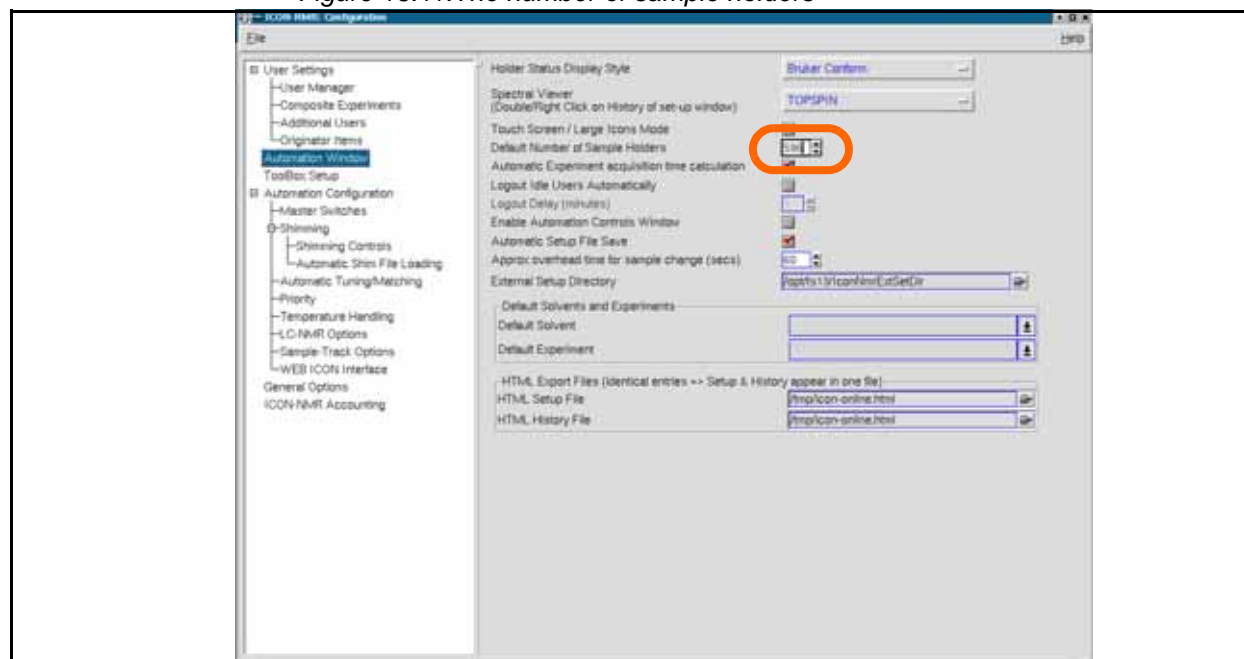 ICON-NMR: Configuration
File
Help
User Settings
User Manager
Composite Experiments
Additional Users
Originator Items
Automation Window
ToolBox Setup
Automation Configuration
Master Switches
Shimming
Shimming Controls
Automatic Shim File Loading
Automatic Tuning/Matching
Priority
Temperature Handling
LC-NMR Options
Sample-Track Options
WEB ICON Interface
General Options
ICON-NMR Accounting
Holder Status Display Style
Bruker Conform
Spectral Viewer
(Double/Right Click on History of set-up window)
TOPSPIN
Touch Screen / Large Icons Mode
Default Number of Sample Holders
Automatic Experiment acquisition time calculation
Logout Idle Users Automatically
Logout Delay (minutes)
Enable Automation Controls Window
Automatic Setup File Save
Approx overhead time for sample change (secs)
60
External Setup Directory
Default Solvents and Experiments
Default Solvent
Default Experiment
HTML Export Files (Identical entries => Setup & History appear in one file)
HTML Setup File
/tmp/icon-online.html
HTML History File
/tmp/icon-online.html